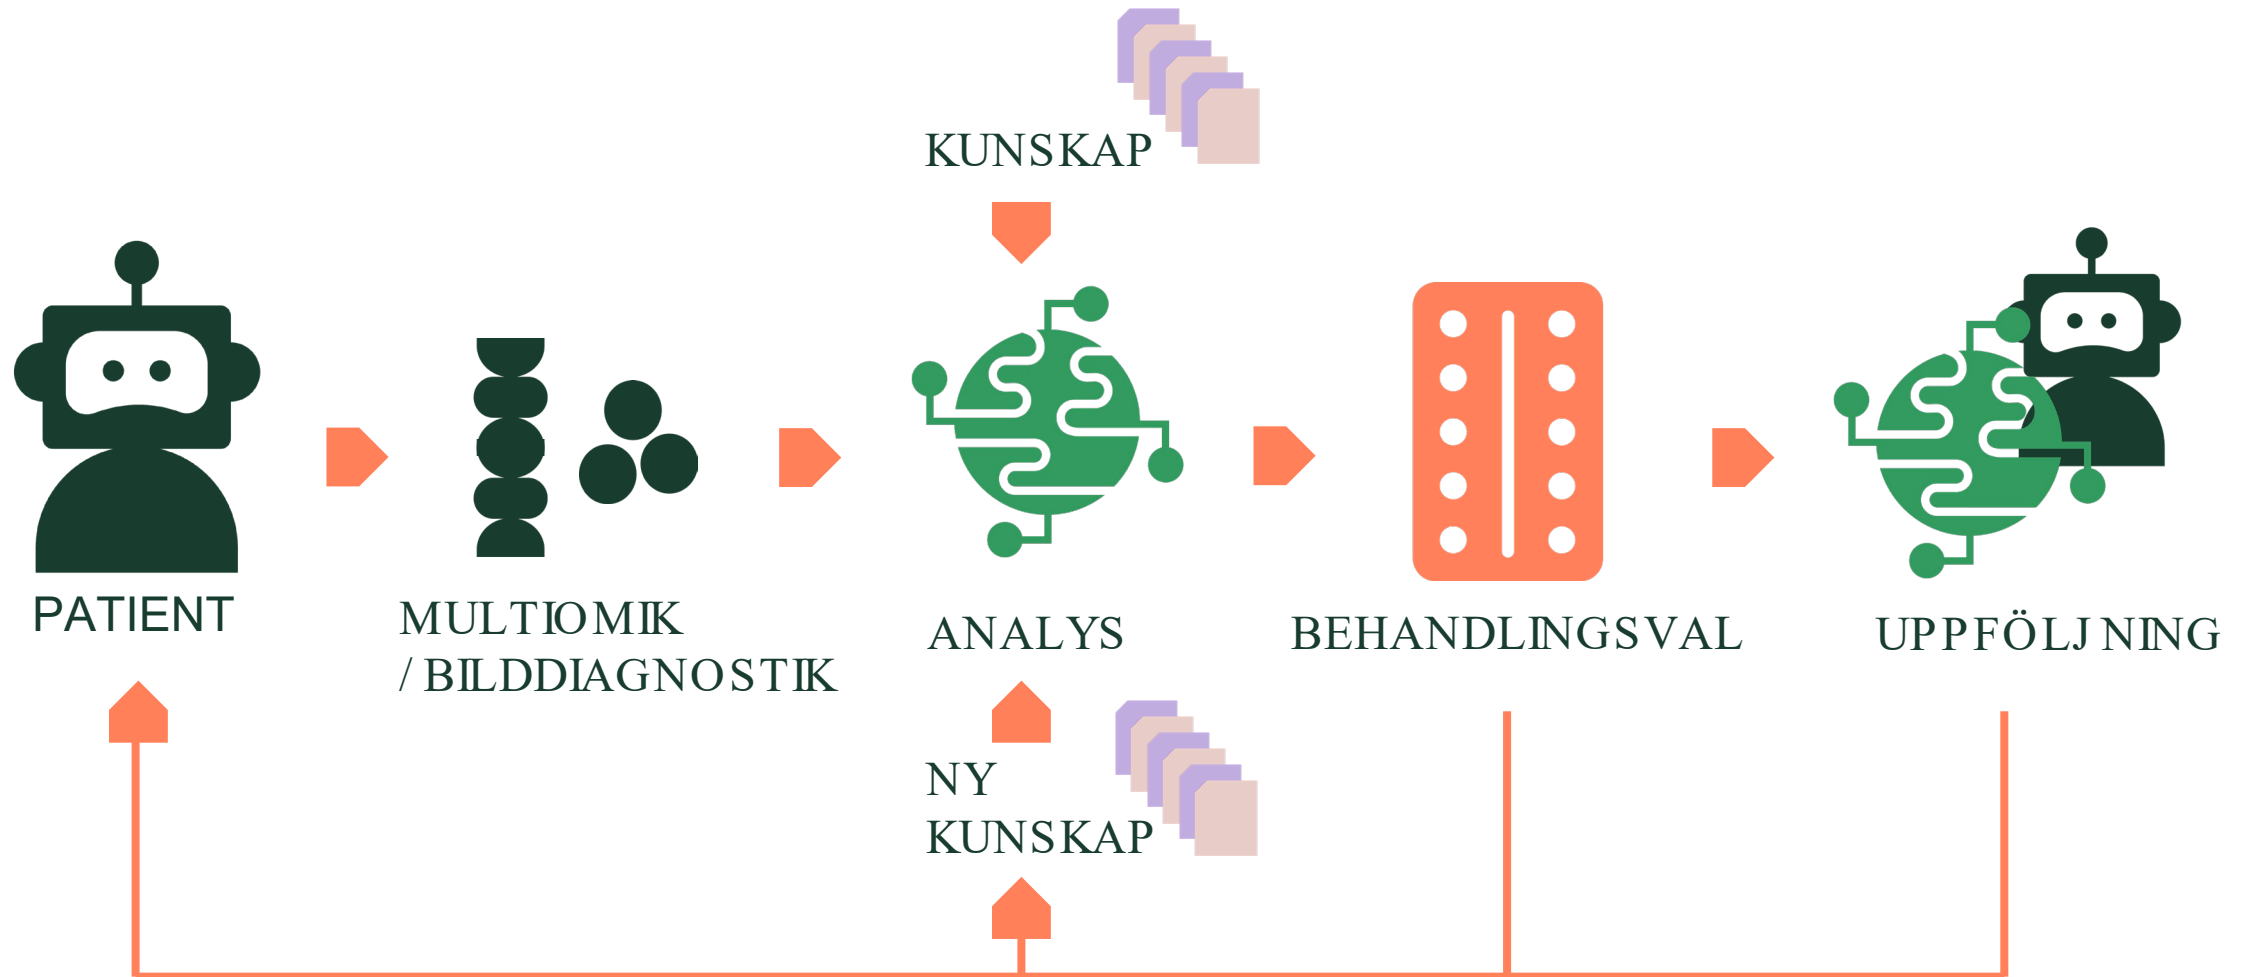 KUNSKAP
PATIENT
MULTIOMIK
/ BILDDIAGNOSTIK
ANALYS
BEHANDLINGSVAL
UPPFÖLJNING
NY
KUNSKAP